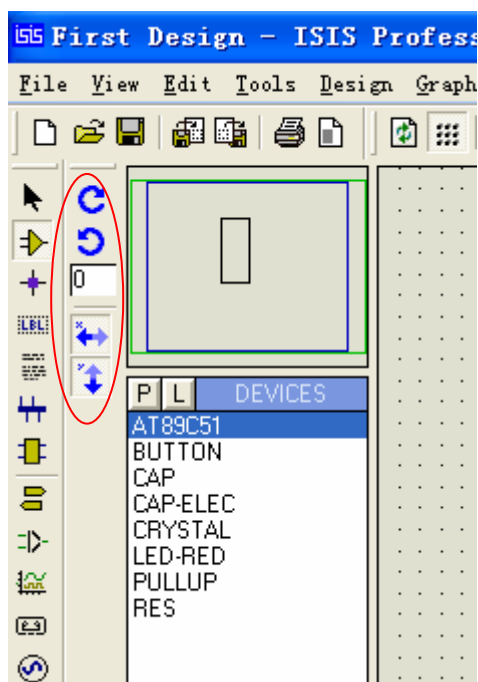 isis First Design - ISIS Profess
File View Edit Tools Design Graph
0
LBL
P L DEVICES
AT89C51
BUTTON
CAP
CAP-ELEC
CRYSTAL
LED-RED
PULLUP
RES